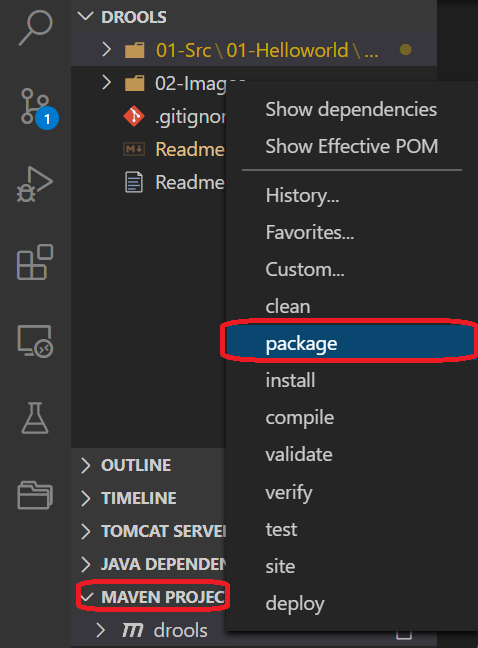 DROOLS
01-Src\01-Helloworld\...
02-Images
.gitignor
Readme
Readme
1
Show dependencies
Show Effective POM
History...
Favorites...
Custom...
clean
package
install
compile
validate
verify
test
site
deploy
OUTLINE
TIMELINE
TOMCAT SERVE
JAVA DEPENDEN
MAVEN PROJEC
drools